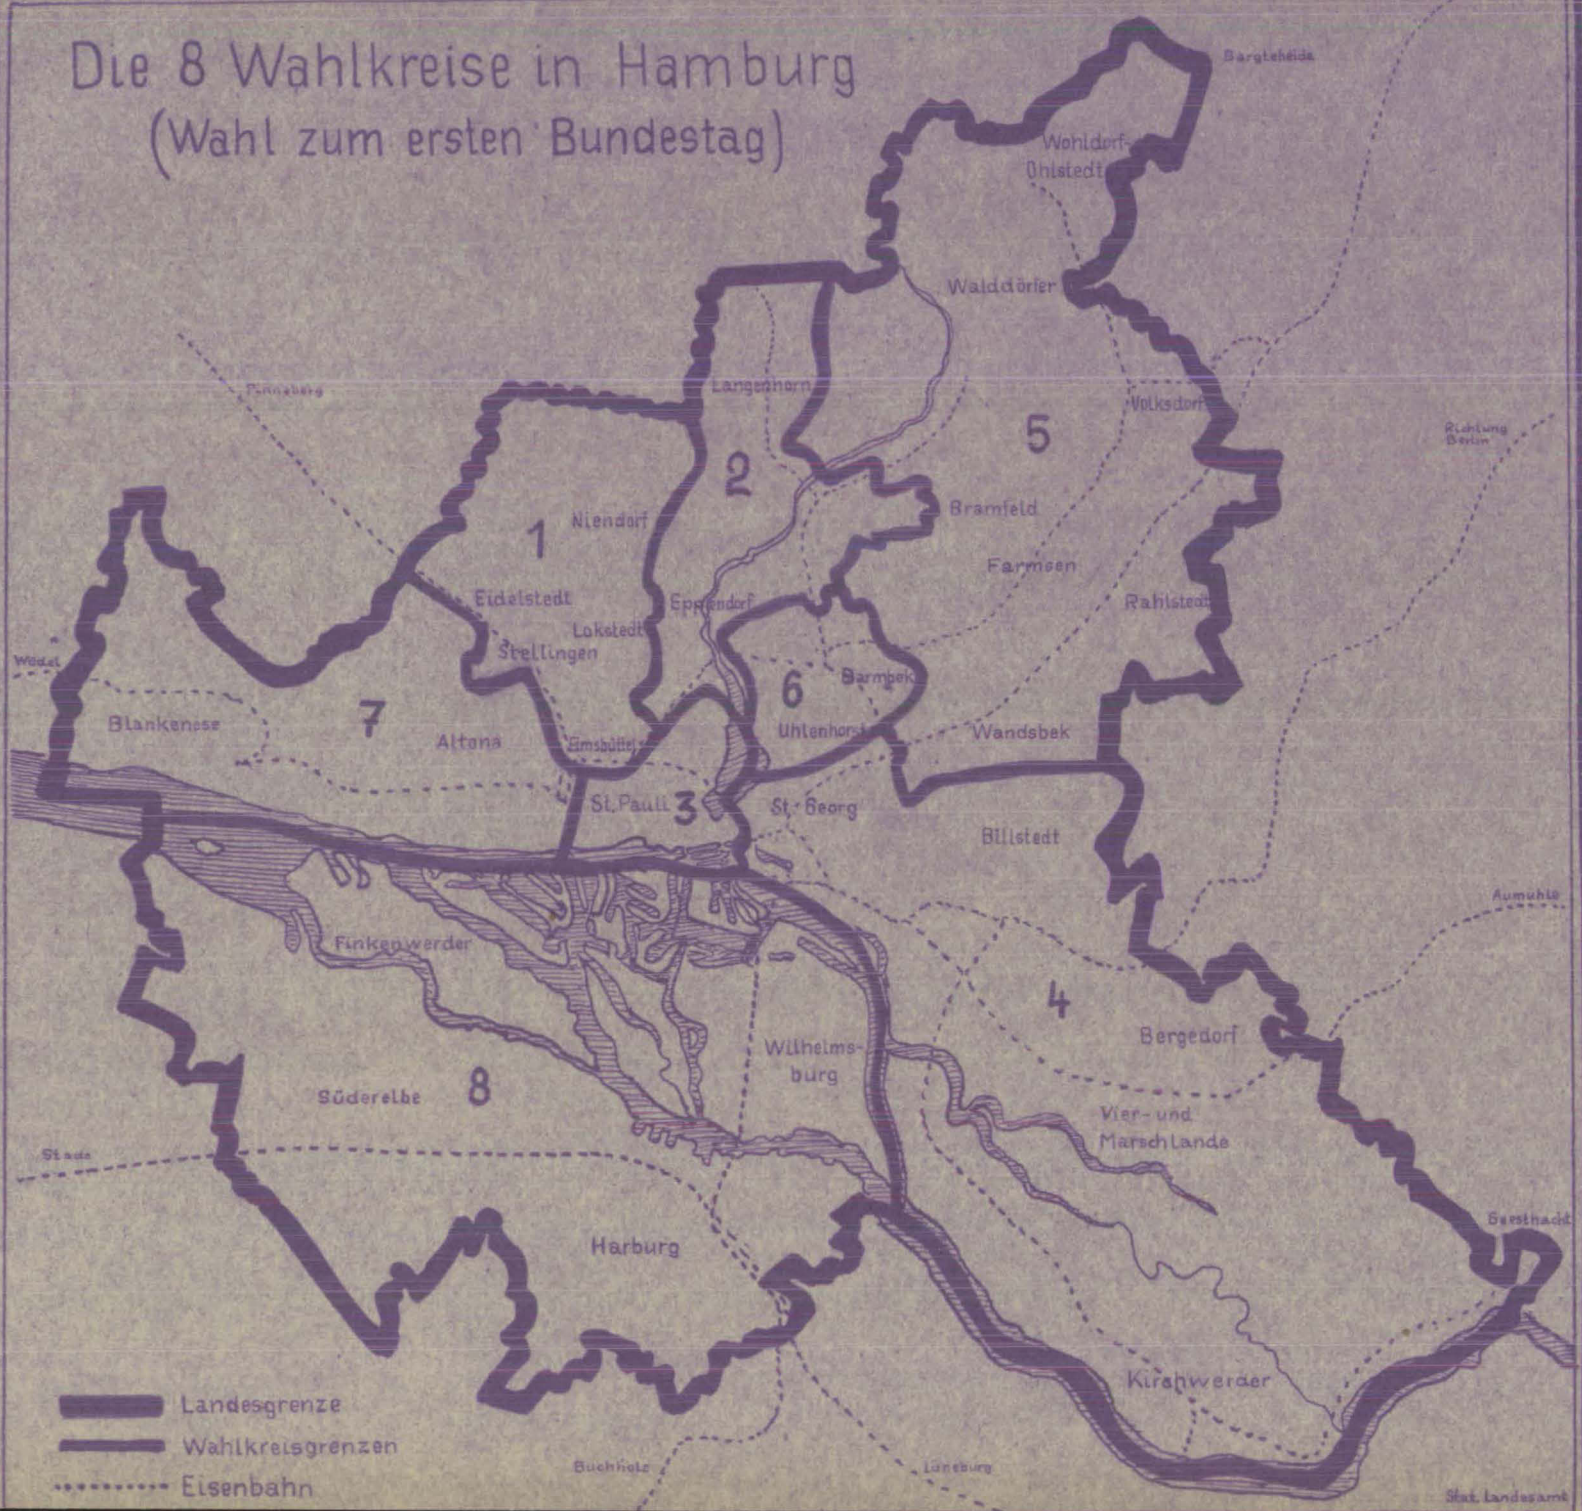 Die 8 Wahlkreise in Hamburg
(Wahl zum ersten Bundestag)
Bargteheide
Wohldorf-
Ohlstedt
Walddörfer
Pinneberg
Langenhorn
Volksdorf
5
Richtung
Berlin
2
Bramfeld
Niendorf
1
Farmsen
Eidelstedt
Eppendorf
Rahlstedt
Lokstedt
Stellingen
Wedel
Barmbek
6
7
Blankenese
Altona
Eimsbüttel
Uhlenhorst
Wandsbek
St. Pauli
3
St. Georg
Billstedt
Aumühle
Finkenwerder
4
Bergedorf
Wilhelms-
burg
Süderelbe
8
Vier- und
Marschlande
Stade
Geesthacht
Harburg
Kirchwerder
Landesgrenze
Wahlkreisgrenzen
Eisenbahn
Buchholz
Lüneburg
Stat. Landesamt